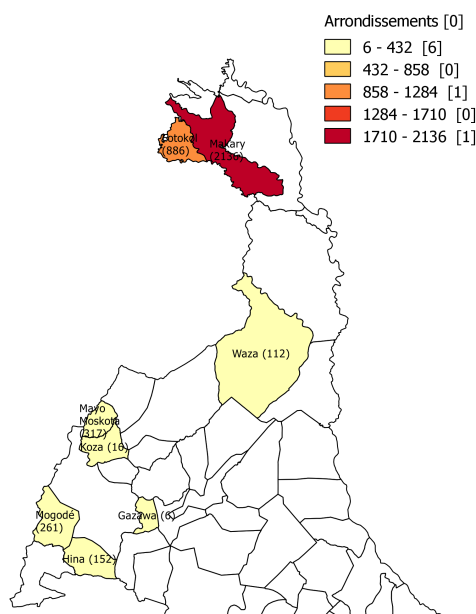 Arrondissements [0]
6 - 432 [6]
432 - 858 [0]
858 - 1284 [1]
1284 - 1710 [0]
1710 - 2136 [1]
Fotokol
(886)
Makary
(2136)
Waza (112)
Mayo
Moskota
(317)
Koza (16)
Mogodé
(261)
Gazawa (6)
Hina (152)